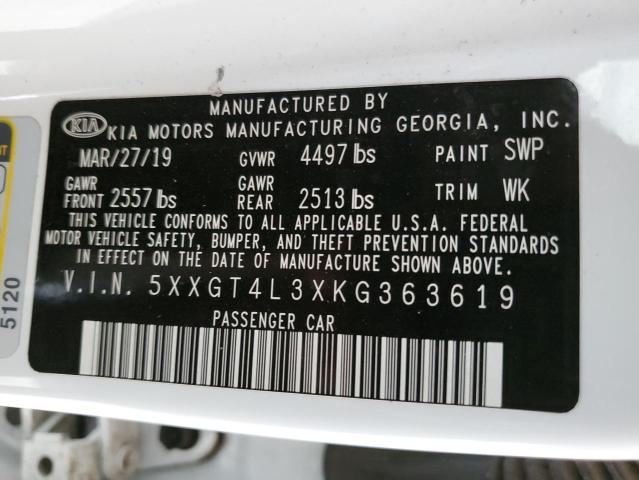 MANUFACTURED BY
KIA KIA MOTORS MANUFACTURING GEORGIA, INC.
MAR/27/19 GVWR 4497 lbs PAINT SWP
GAWR FRONT 2557 lbs GAWR REAR 2513 lbs TRIM WK
THIS VEHICLE CONFORMS TO ALL APPLICABLE U.S.A. FEDERAL
MOTOR VEHICLE SAFETY, BUMPER, AND THEFT PREVENTION STANDARDS
IN EFFECT ON THE DATE OF MANUFACTURE SHOWN ABOVE.
V.I.N. 5XXGT4L3XKG363619
PASSENGER CAR
5120